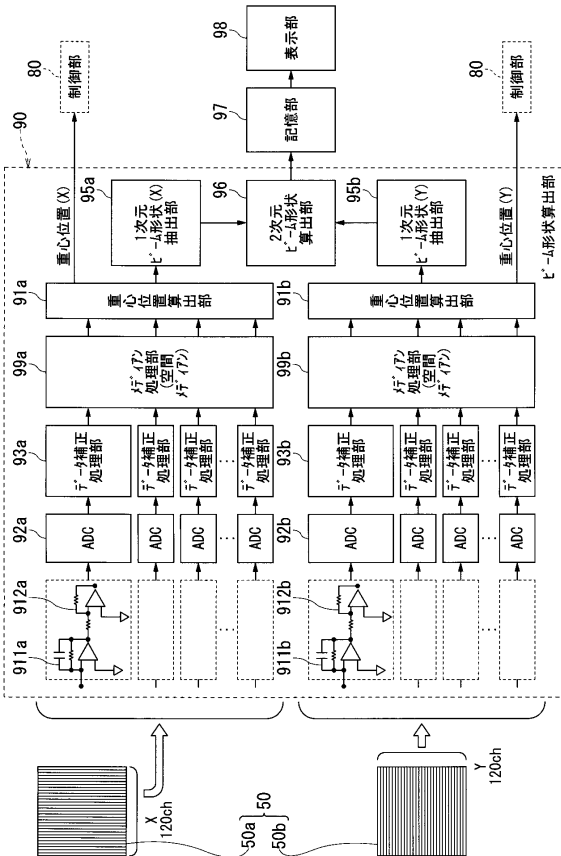 90
80
制御部
重心位置(X)
95a
1次元
ビーム形状(X)
抽出部
96
2次元
ビーム形状
算出部
97
記憶部
98
表示部
95b
1次元
ビーム形状(Y)
抽出部
80
制御部
重心位置(Y)
ビーム形状算出部
91a
重心位置算出部
91b
重心位置算出部
99a
メディアン
処理部
(空間
メディアン)
99b
メディアン
処理部
(空間
メディアン)
93a
データ補正
処理部
データ補正
処理部
データ補正
処理部
データ補正
処理部
93b
データ補正
処理部
データ補正
処理部
データ補正
処理部
データ補正
処理部
92a
ADC
ADC
ADC
ADC
92b
ADC
ADC
ADC
ADC
911a
912a
911b
912b
X
120ch
50
50a
50b
Y
120ch